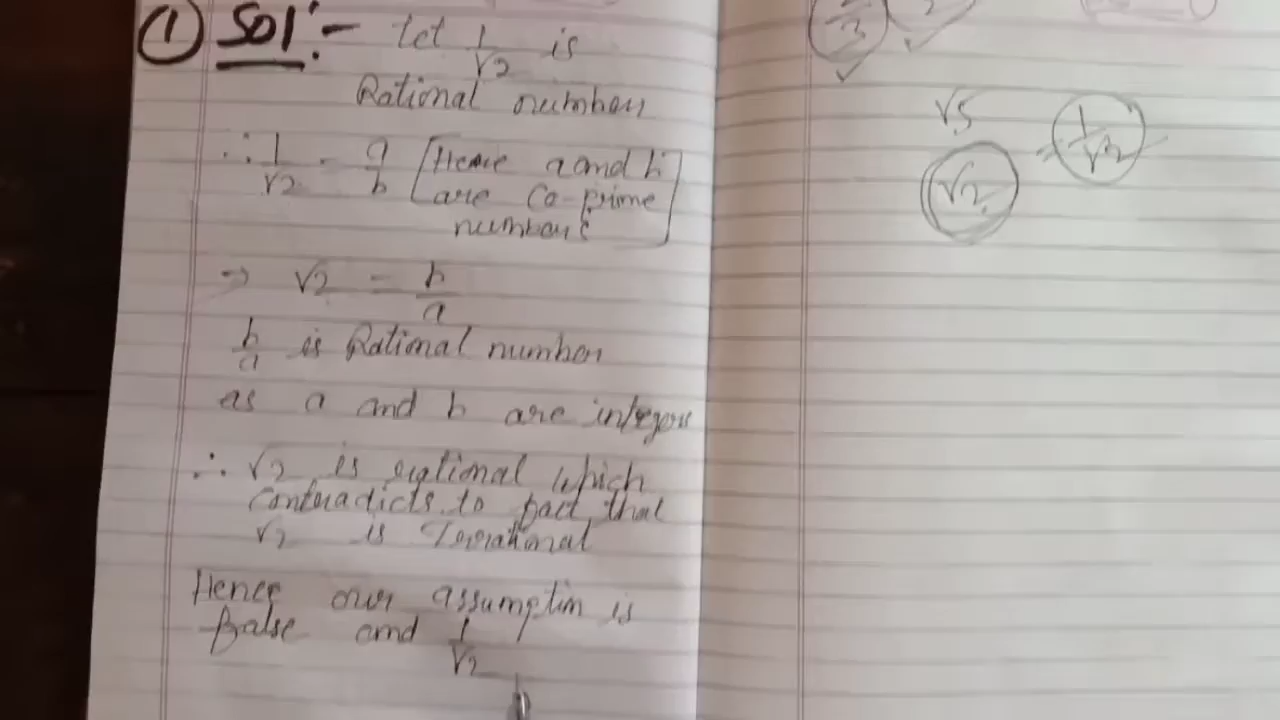 ① Sol:- let 1/√2 is
Rational number
∴ 1/√2 = a/b [Here a and b
are Co-prime
numbers]
→ √2 = b/a
b/a is Rational number
as a and b are integers
∴ √2 is rational which
contradicts to fact that
√2 is Irrational
Hence our assumption is
false and 1/√2
√5
1/√2
√2